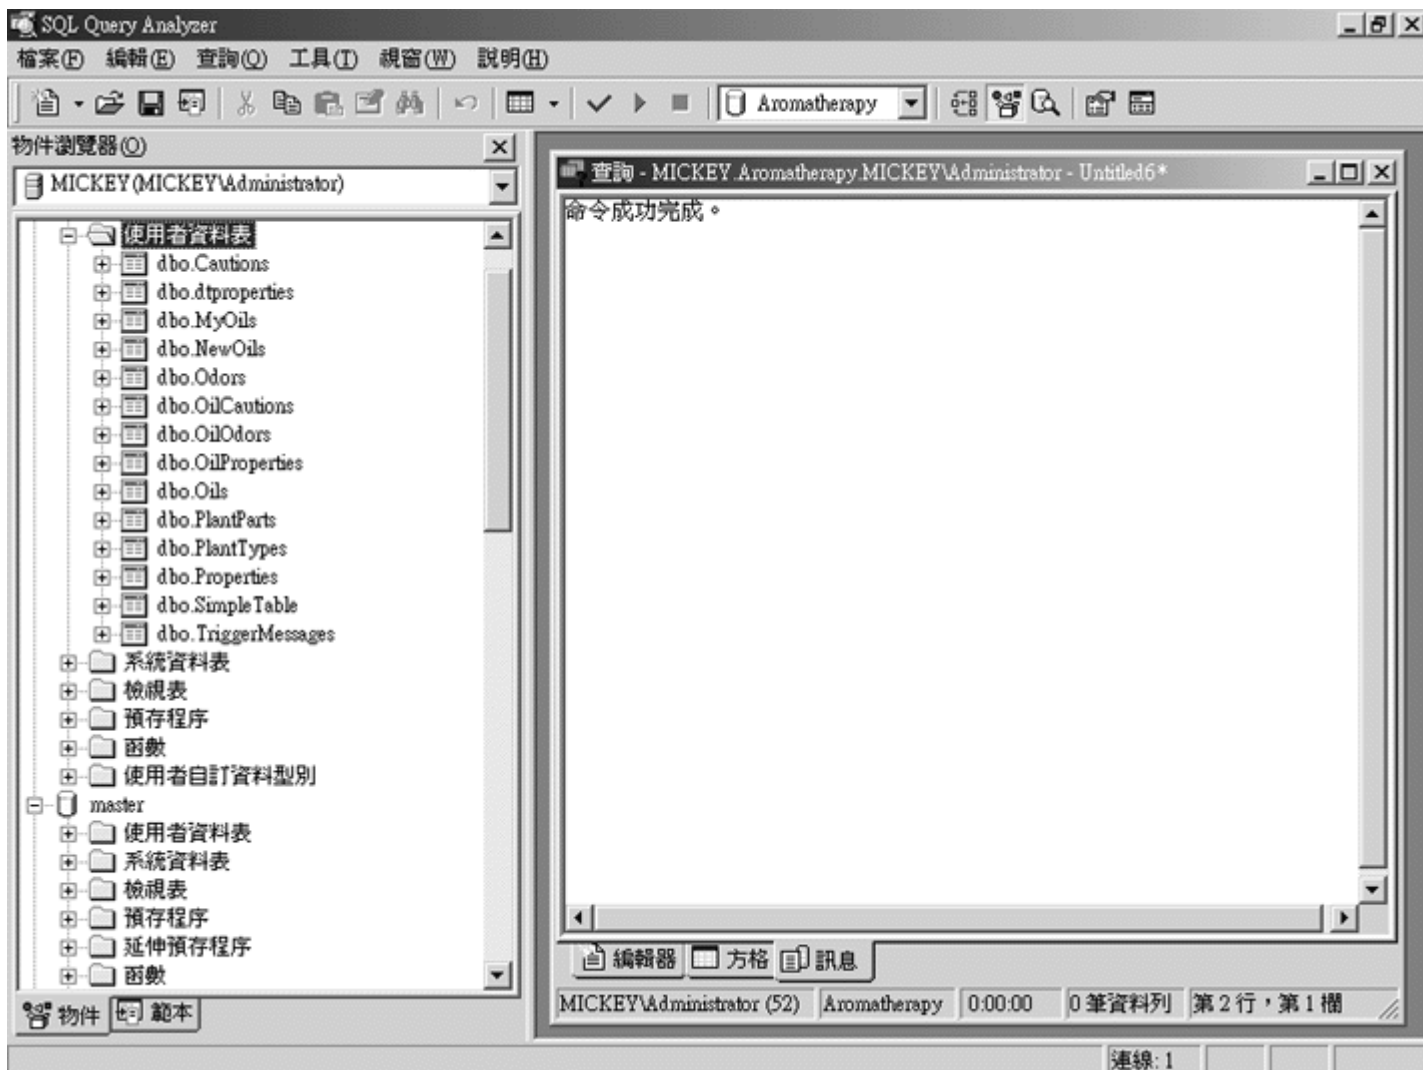 SQL Query Analyzer
檔案(F) 編輯(E) 查詢(Q) 工具(T) 視窗(W) 說明(H)
Aromatherapy
物件瀏覽器(O)
MICKEY(MICKEY\Administrator)
使用者資料表
dbo.Cautions
dbo.dtproperties
dbo.MyOils
dbo.NewOils
dbo.Odors
dbo.OilCautions
dbo.OilOdors
dbo.OilProperties
dbo.Oils
dbo.PlantParts
dbo.PlantTypes
dbo.Properties
dbo.SimpleTable
dbo.TriggerMessages
系統資料表
檢視表
預存程序
函數
使用者自訂資料型別
master
使用者資料表
系統資料表
檢視表
預存程序
延伸預存程序
函數
物件 範本
查詢 - MICKEY.Aromatherapy.MICKEY\Administrator - Untitled6*
命令成功完成。
編輯器 方格 訊息
MICKEY\Administrator (52) Aromatherapy 0:00:00 0 筆資料列 第 2 行，第 1 欄
連線: 1